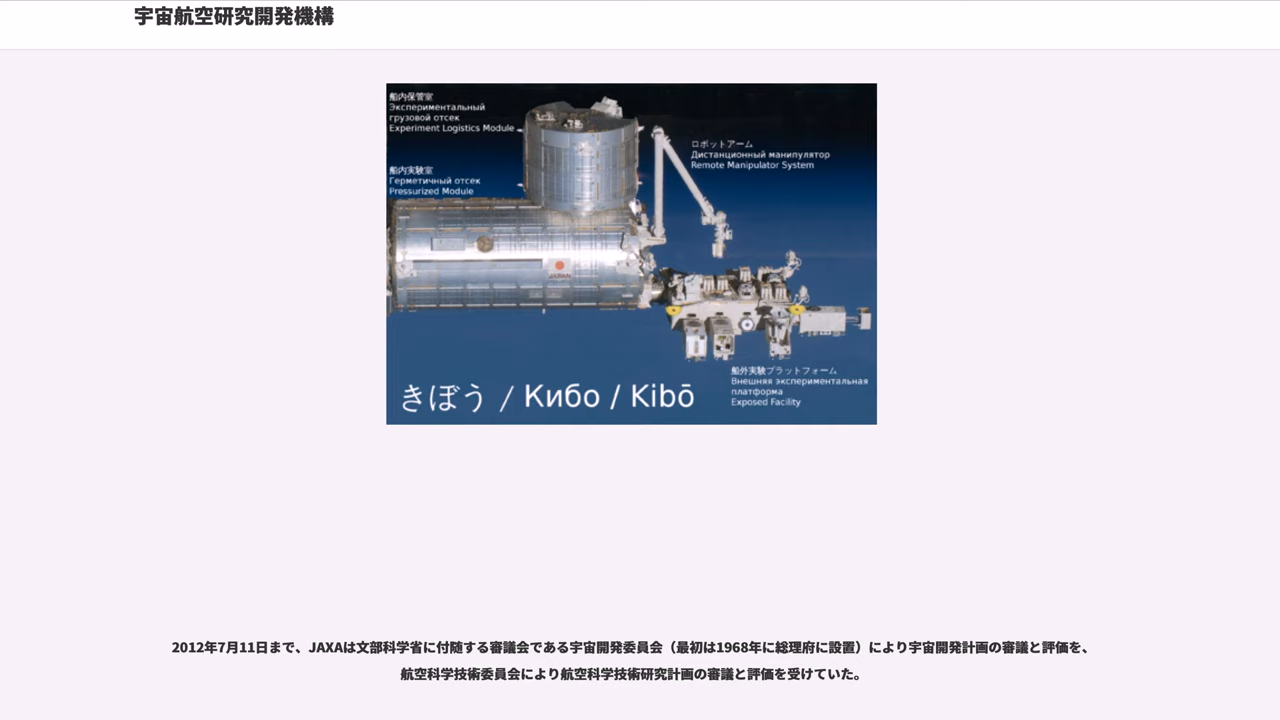 宇宙航空研究開発機構
船内保管室
Экспериментальный
грузовой отсек
Experiment Logistics Module
船内実験室
Герметичный отсек
Pressurized Module
ロボットアーム
Дистанционный манипулятор
Remote Manipulator System
JAPAN
船外実験プラットフォーム
Внешняя экспериментальная
платформа
Exposed Facility
きぼう / Кибо / Kibō
2012年7月11日まで、JAXAは文部科学省に付随する審議会である宇宙開発委員会（最初は1968年に総理府に設置）により宇宙開発計画の審議と評価を、
航空科学技術委員会により航空科学技術研究計画の審議と評価を受けていた。